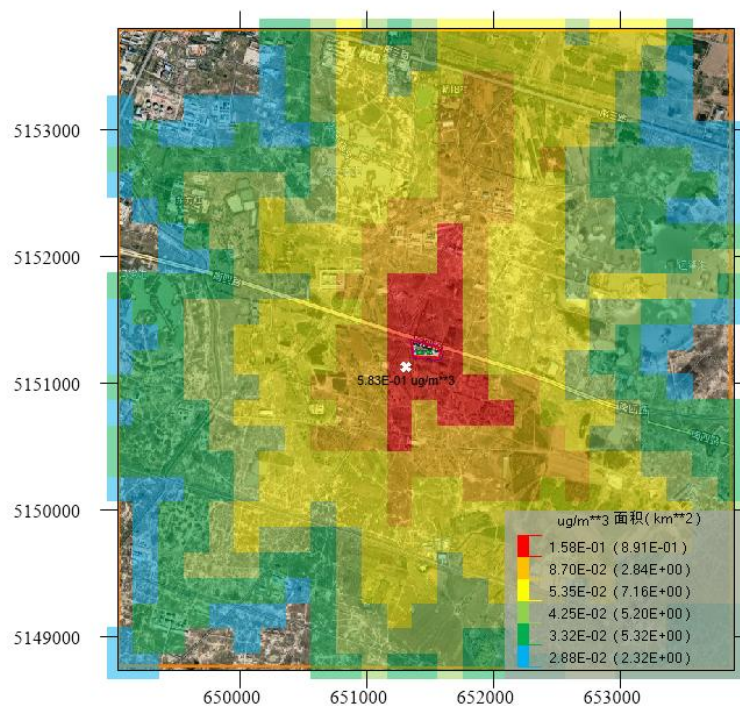 5153000
5152000
5151000
5150000
5149000
5.83E-01 ug/m**3
ug/m**3 面积( km**2)
1.58E-01 ( 8.91E-01)
8.70E-02 ( 2.84E+00)
5.35E-02 ( 7.16E+00)
4.25E-02 ( 5.20E+00)
3.32E-02 ( 5.32E+00)
2.88E-02 ( 2.32E+00)
650000 651000 652000 653000